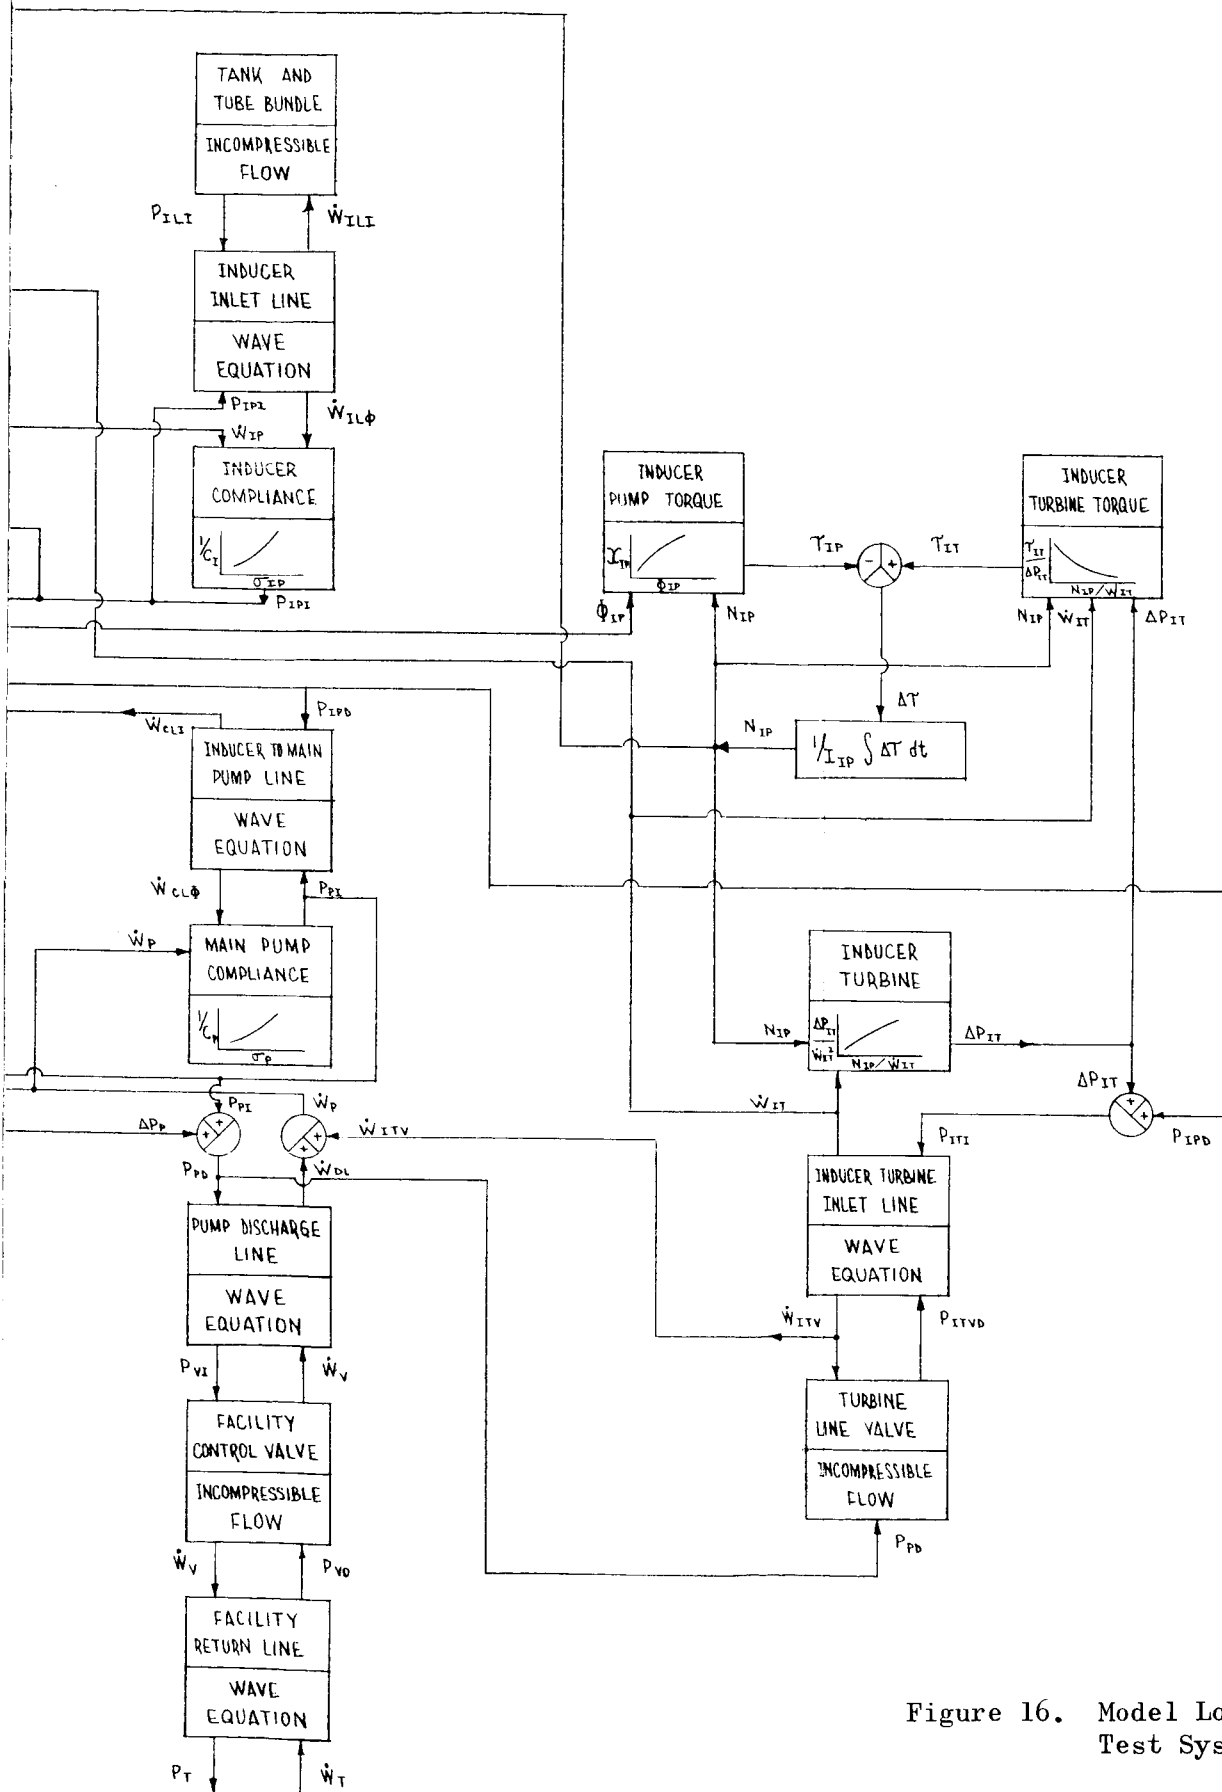 TANK AND
TUBE BUNDLE
INCOMPRESSIBLE
FLOW
P_ILI
Ẇ_ILI
INDUCER
INLET LINE
WAVE
EQUATION
P_IPI
Ẇ_ILΦ
Ẇ_IP
INDUCER
COMPLIANCE
1/C_I
σ_IP
P_IPI
INDUCER
PUMP TORQUE
Φ_IP
Φ_IP
N_IP
τ_IP
- +
τ_IT
INDUCER
TURBINE TORQUE
τ_IT
ΔP_IT
N_IP/Ẇ_IT
N_IP
Ẇ_IT
ΔP_IT
ΔT
N_IP
1/I_IP ∫ ΔT dt
P_IPD
Ẇ_CLI
INDUCER TO MAIN
PUMP LINE
WAVE
EQUATION
Ẇ_CLΦ
P_PI
Ẇ_P
MAIN PUMP
COMPLIANCE
1/C_P
σ_P
INDUCER
TURBINE
N_IP
ΔP_IT
Ẇ_IT²
N_IP/Ẇ_IT
ΔP_IT
ΔP_IT
+ +
P_IPD
P_PI
ΔP_P
+ +
Ẇ_P
+ +
Ẇ_ITV
Ẇ_IT
P_ITI
P_PD
Ẇ_DL
PUMP DISCHARGE
LINE
WAVE
EQUATION
INDUCER TURBINE
INLET LINE
WAVE
EQUATION
Ẇ_ITV
P_ITVD
P_VI
Ẇ_V
FACILITY
CONTROL VALVE
INCOMPRESSIBLE
FLOW
TURBINE
LINE VALVE
INCOMPRESSIBLE
FLOW
P_PD
Ẇ_V
P_VD
FACILITY
RETURN LINE
WAVE
EQUATION
P_T
Ẇ_T
Figure 16. Model Lo
Test Sys